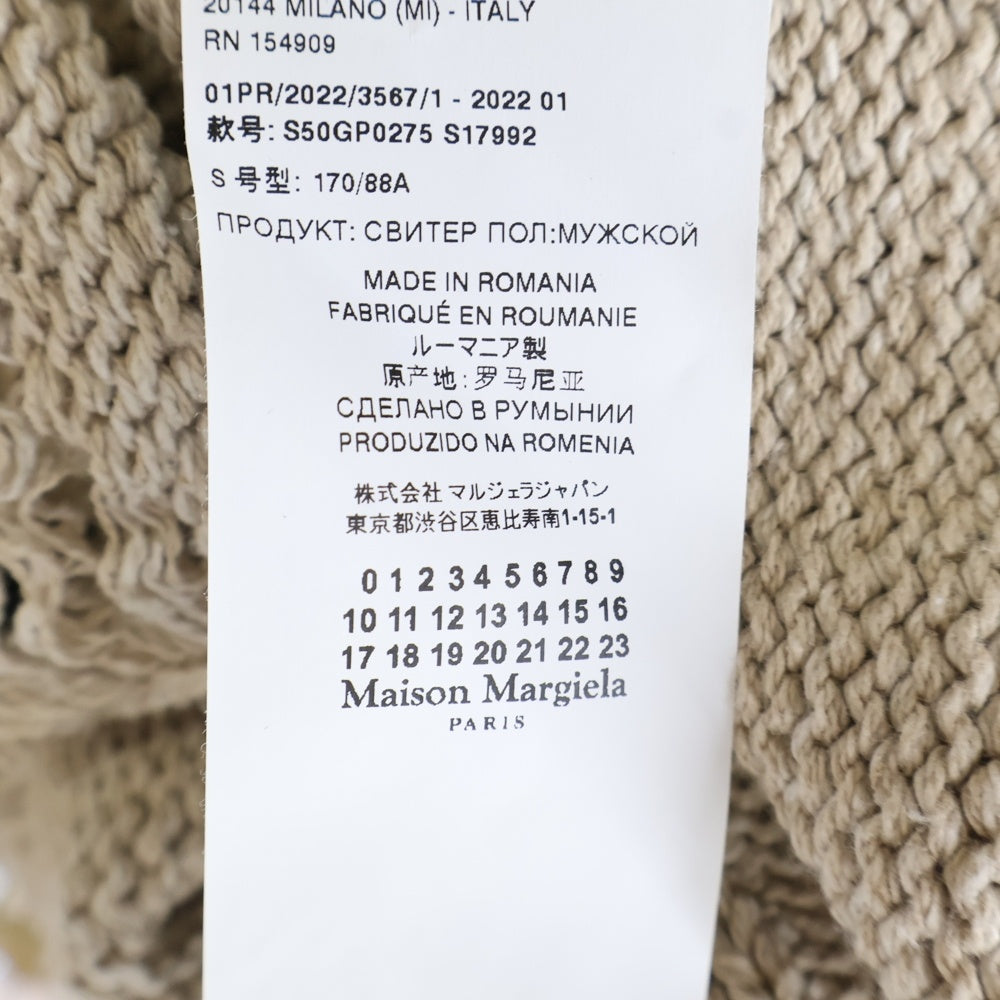 20144 MILANO (MI) - ITALY
RN 154909
01PR/2022/3567/1 - 2022 01
款号: S50GP0275 S17992
S 号型: 170/88A
ПРОДУКТ: СВИТЕР ПОЛ:МУЖСКОЙ
MADE IN ROMANIA
FABRIQUÉ EN ROUMANIE
ルーマニア製
原产地: 罗马尼亚
СДЕЛАНО В РУМЫНИИ
PRODUZIDO NA ROMENIA
株式会社 マルジェラジャパン
東京都渋谷区恵比寿南1-15-1
0 1 2 3 4 5 6 7 8 9
10 11 12 13 14 15 16
17 18 19 20 21 22 23
Maison Margiela
PARIS